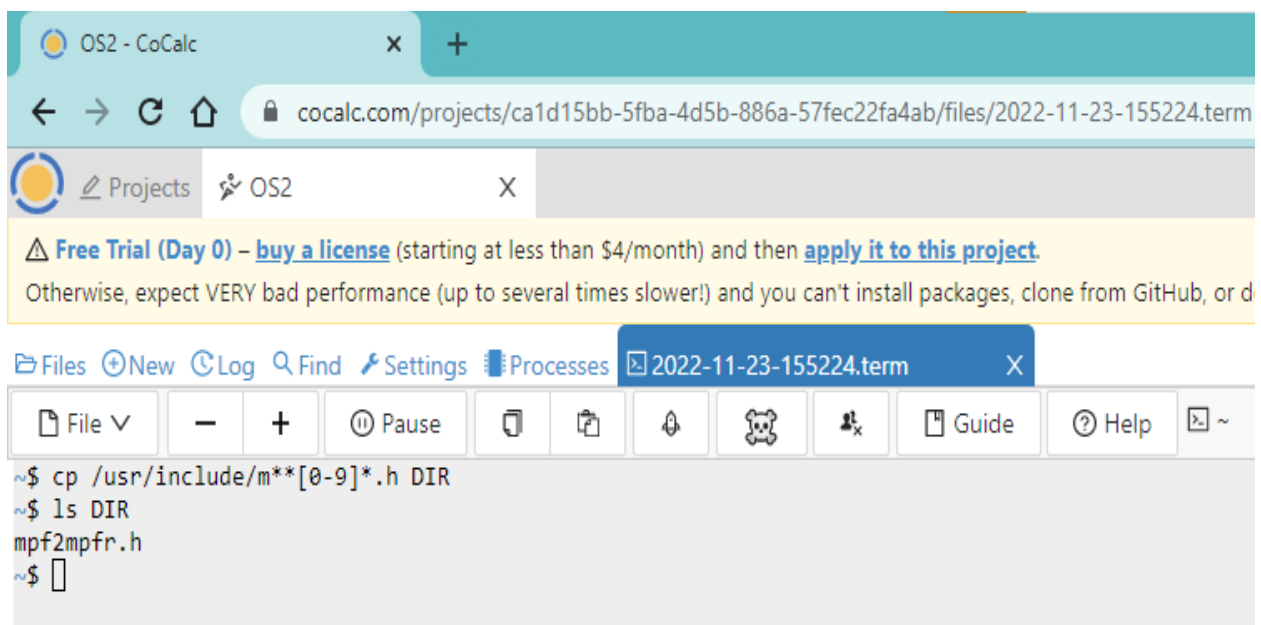 OS2 - CoCalc
cocalc.com/projects/ca1d15bb-5fba-4d5b-886a-57fec22fa4ab/files/2022-11-23-155224.term
Projects OS2 X
Free Trial (Day 0) – buy a license (starting at less than $4/month) and then apply it to this project.
Otherwise, expect VERY bad performance (up to several times slower!) and you can't install packages, clone from GitHub, or d
Files New Log Find Settings Processes 2022-11-23-155224.term X
File Pause Guide Help ~
~$ cp /usr/include/m**[0-9]*.h DIR
~$ ls DIR
mpf2mpfr.h
~$